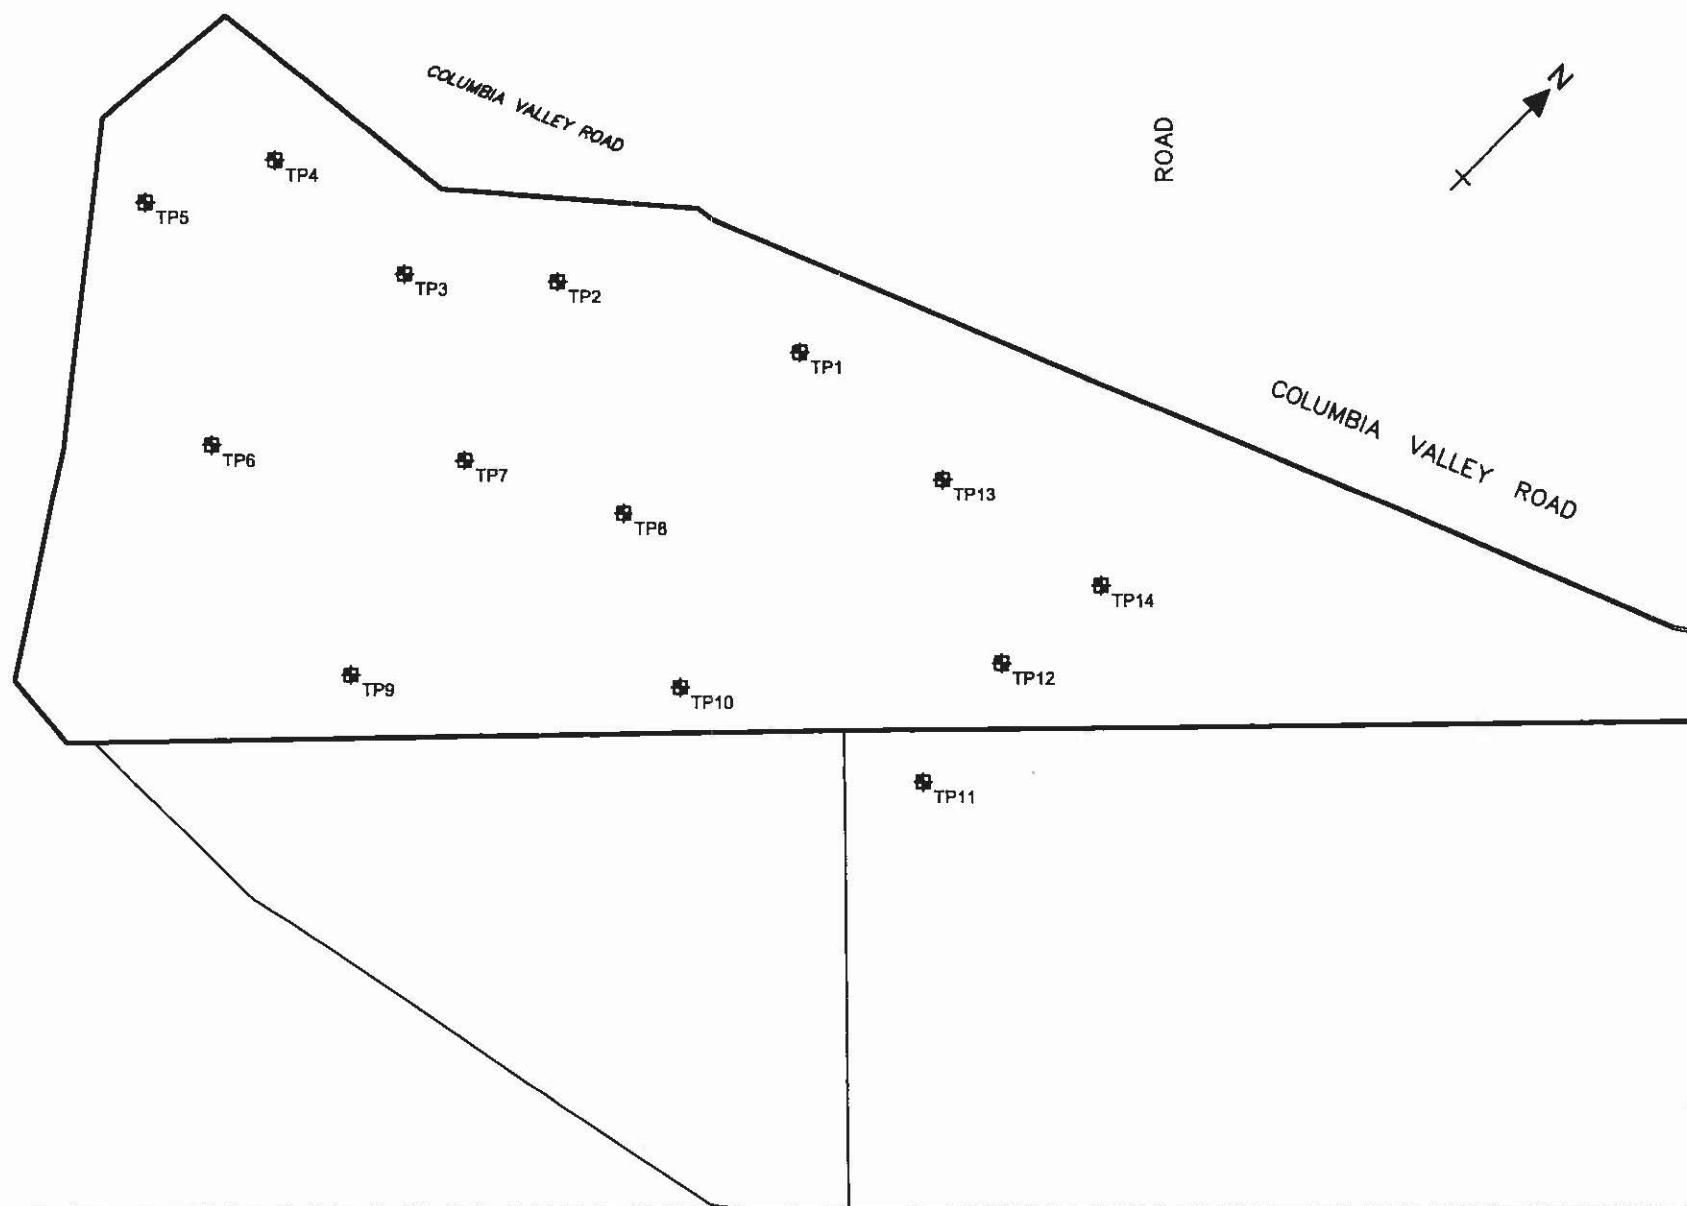 COLUMBIA VALLEY ROAD
N
ROAD
TP4
TP5
TP3
TP2
TP1
COLUMBIA VALLEY ROAD
TP6
TP7
TP13
TP8
TP14
TP12
TP9
TP10
TP11